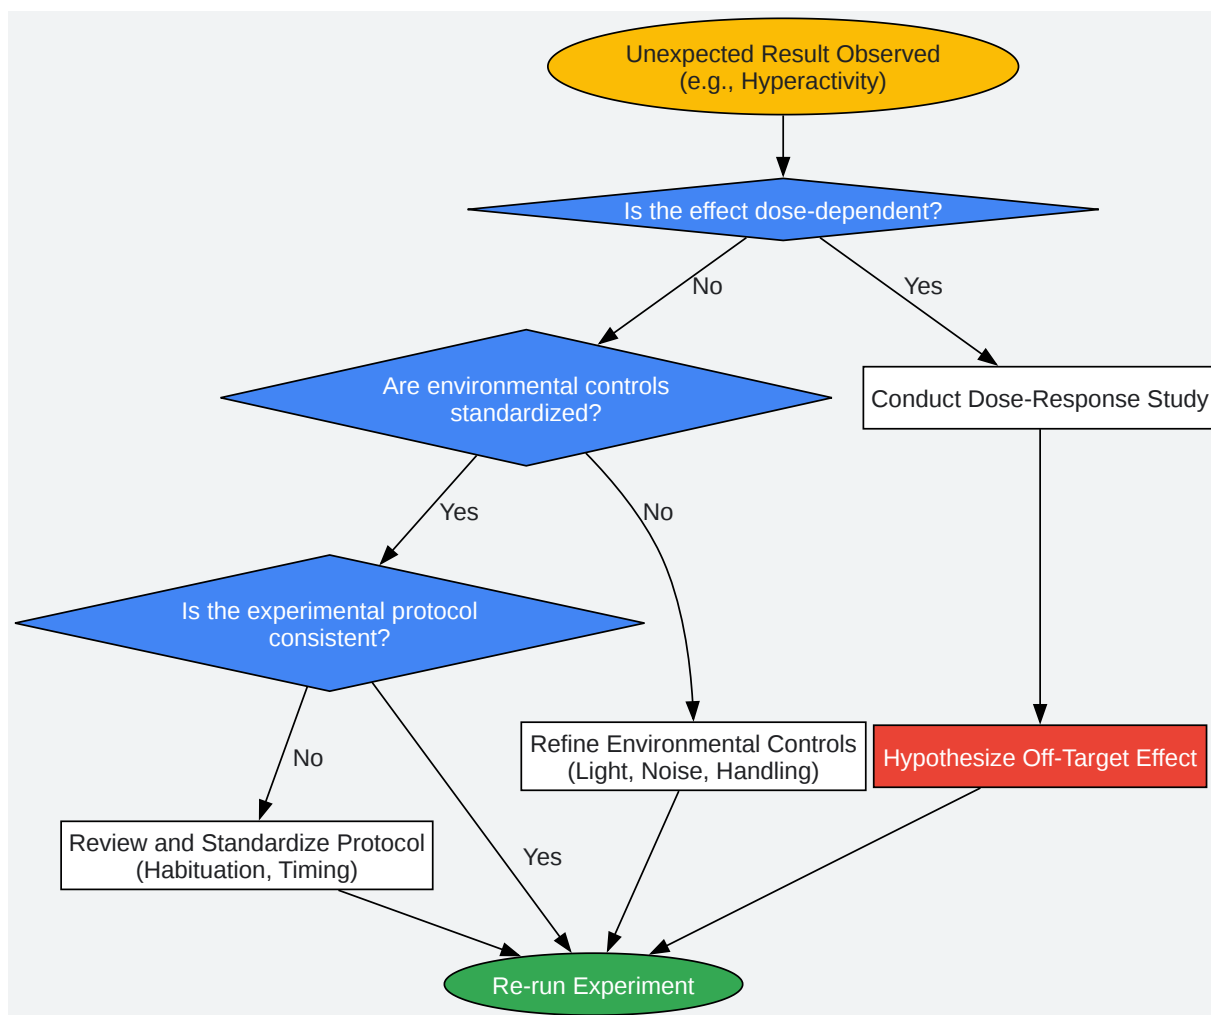 Unexpected Result Observed
(e.g., Hyperactivity)
Is the effect dose-dependent?
No
Yes
Are environmental controls
standardized?
Conduct Dose-Response Study
Yes
No
Is the experimental protocol
consistent?
No
Refine Environmental Controls
(Light, Noise, Handling)
Hypothesize Off-Target Effect
Review and Standardize Protocol
(Habituation, Timing)
Yes
Re-run Experiment